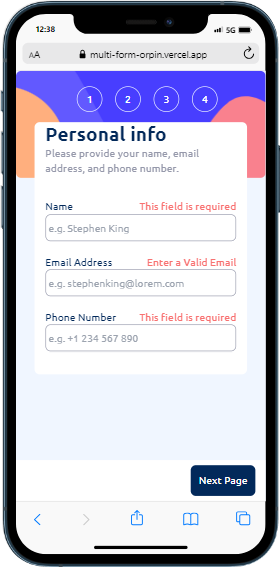 12:38
5G
AA multi-form-orpin.vercel.app
1 2 3 4
Personal info
Please provide your name, email
address, and phone number.
Name This field is required
e.g. Stephen King
Email Address Enter a Valid Email
e.g. stephenking@lorem.com
Phone Number This field is required
e.g. +1 234 567 890
Next Page